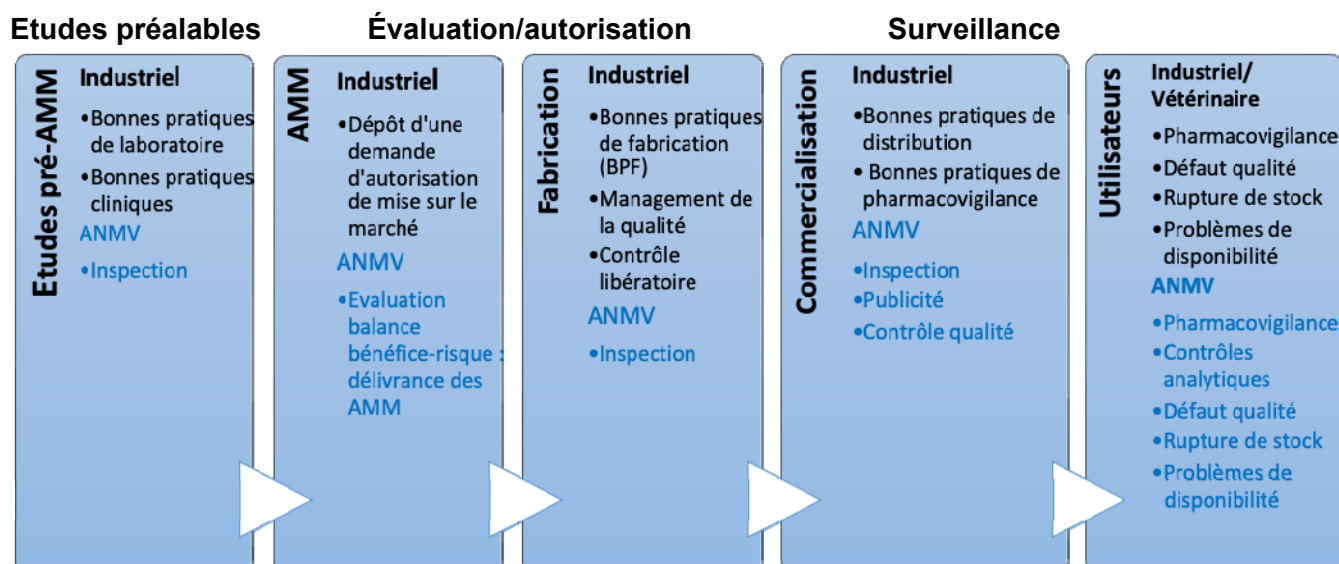 Etudes préalables
Évaluation/autorisation
Surveillance
Etudes pré-AMM
Industriel
•Bonnes pratiques
de laboratoire
•Bonnes pratiques
cliniques
ANMV
•Inspection
AMM
Industriel
•Dépôt d'une
demande
d'autorisation
de mise sur le
marché
ANMV
•Evaluation
balance
bénéfice-risque :
délivrance des
AMM
Fabrication
Industriel
•Bonnes pratiques
de fabrication
(BPF)
•Management de
la qualité
•Contrôle
libératoire
ANMV
•Inspection
Commercialisation
Industriel
•Bonnes pratiques de
distribution
• Bonnes pratiques de
pharmacovigilance
ANMV
•Inspection
•Publicité
•Contrôle qualité
Utilisateurs
Industriel/
Vétérinaire
•Pharmacovigilance
•Défaut qualité
•Rupture de stock
•Problèmes de
disponibilité
ANMV
•Pharmacovigilance
•Contrôles
analytiques
•Défaut qualité
•Rupture de stock
•Problèmes de
disponibilité